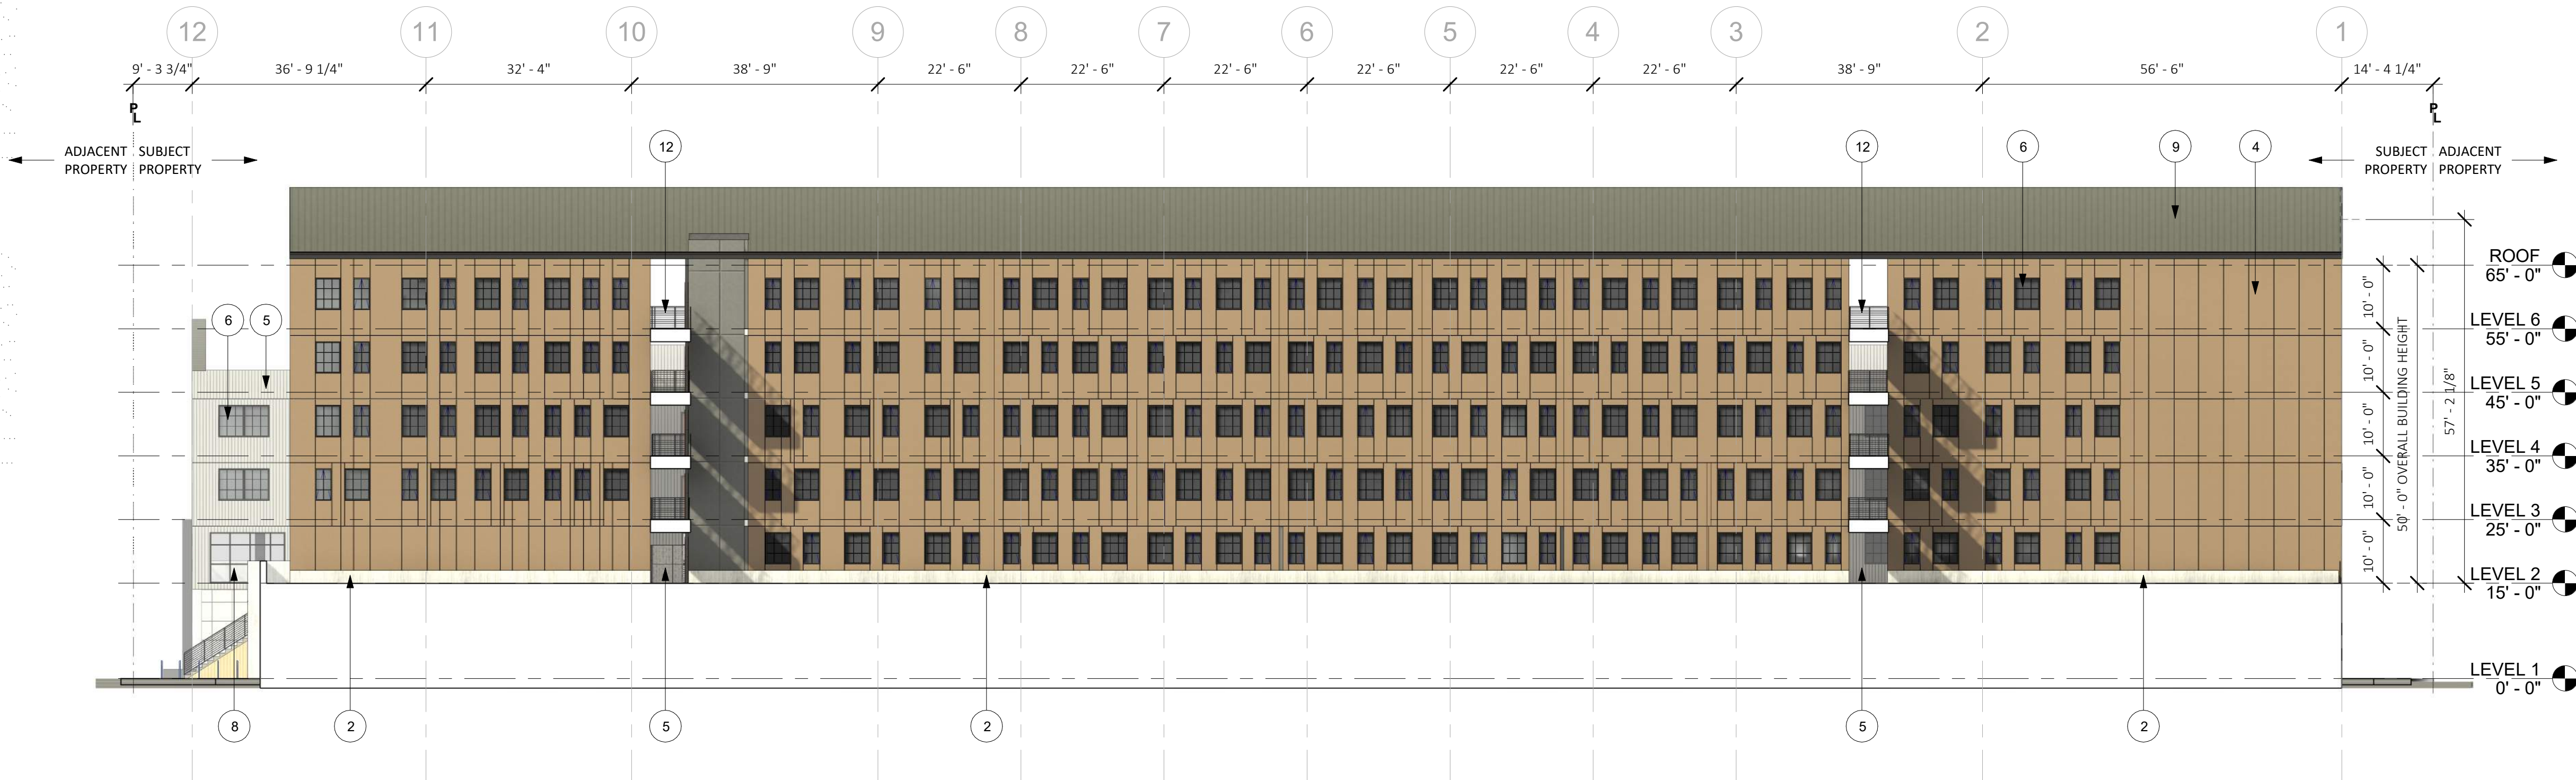 12 11 10 9 8 7 6 5 4 3 2 1
9' - 3 3/4" 36' - 9 1/4" 32' - 4" 38' - 9" 22' - 6" 22' - 6" 22' - 6" 22' - 6" 22' - 6" 22' - 6" 38' - 9" 56' - 6" 14' - 4 1/4"
PL PL
12 12 6 9 4
ADJACENT PROPERTY
SUBJECT PROPERTY
SUBJECT PROPERTY
ADJACENT PROPERTY
6 5
ROOF
65' - 0"
10' - 0"
LEVEL 6
55' - 0"
10' - 0"
LEVEL 5
45' - 0"
10' - 0"
LEVEL 4
35' - 0"
10' - 0"
LEVEL 3
25' - 0"
10' - 0"
LEVEL 2
15' - 0"
50' - 0" OVERALL BUILDING HEIGHT
57' - 2 1/8"
LEVEL 1
0' - 0"
8 2 5 2 5 2